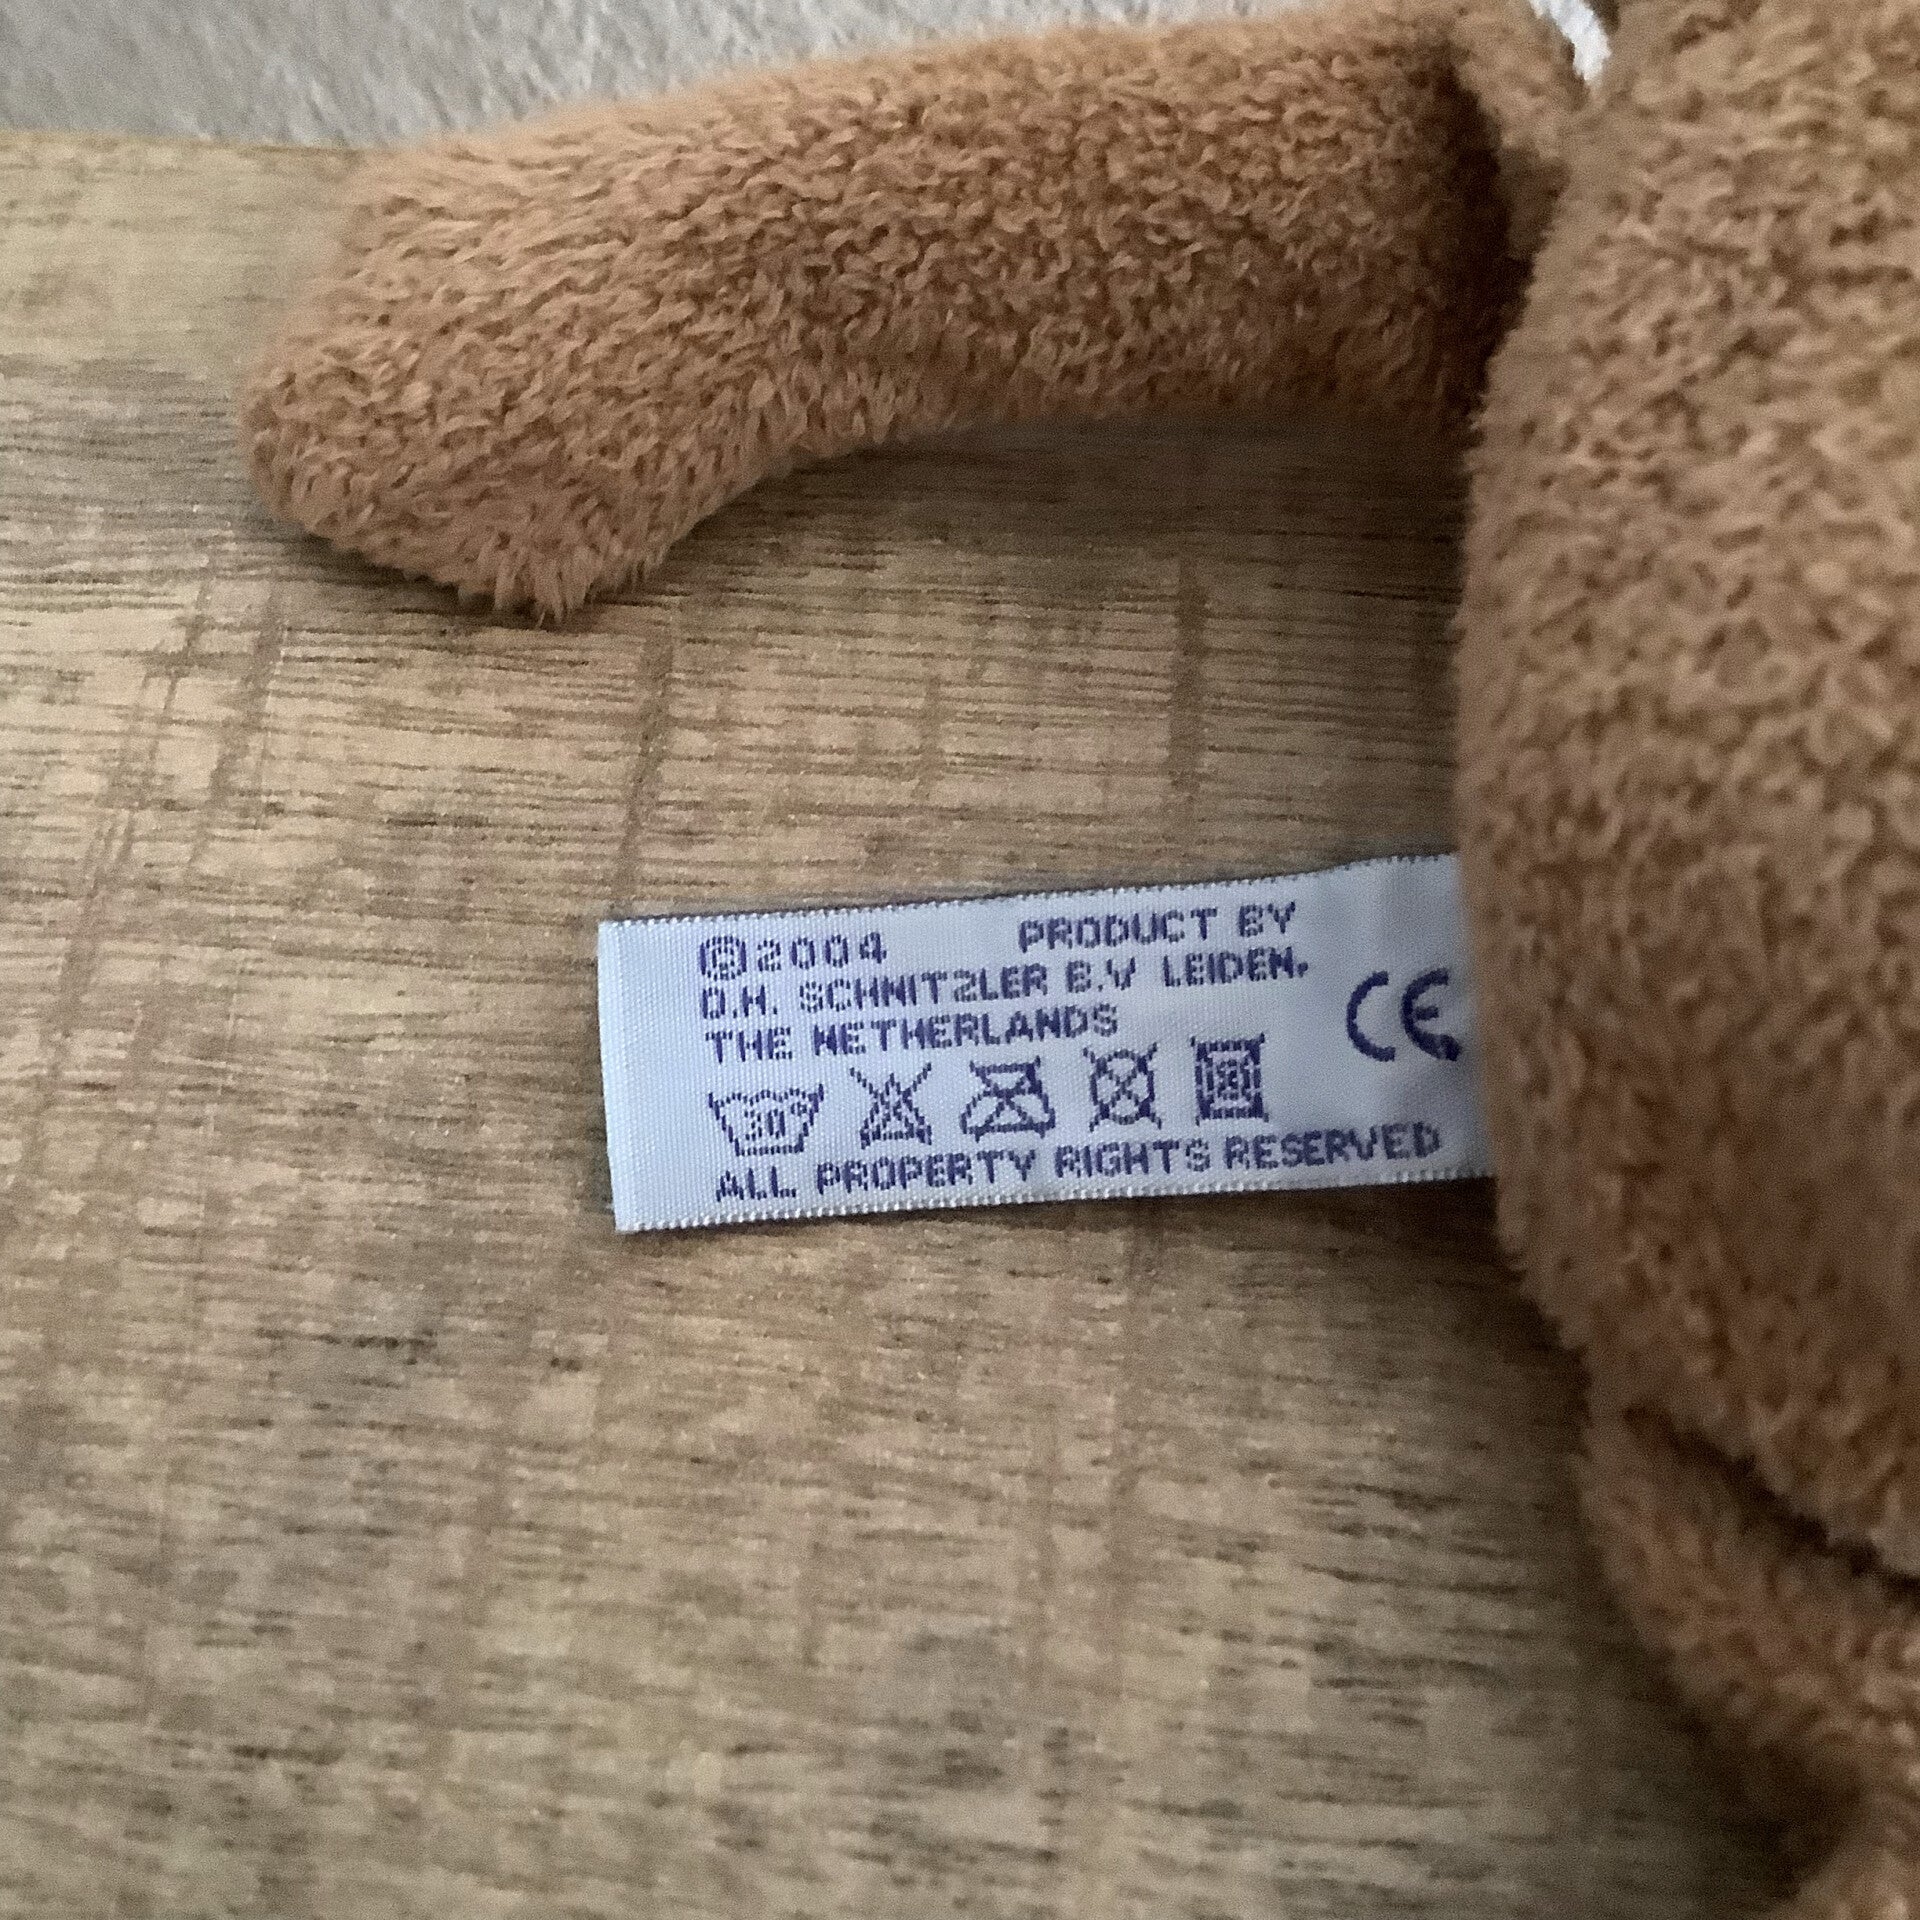 ©2004 PRODUCT BY
D.H. SCHNITZLER B.V LEIDEN.
THE NETHERLANDS
CE
30°
ALL PROPERTY RIGHTS RESERVED